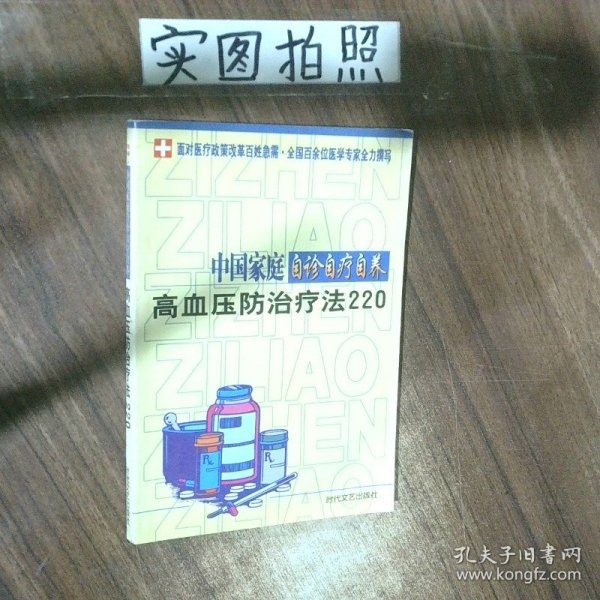 实图拍照
面对医疗政策改革百姓急需·全国百余位医学专家全力撰写
ZIZHEN
ZILIAO
ZIZHEN
中国家庭 自诊自疗自养
高血压防治疗法220
ZILIAO
ZIZHEN
ZILIAO
Rx
Rx
时代文艺出版社
220
孔夫子旧书网
www.kongfz.com